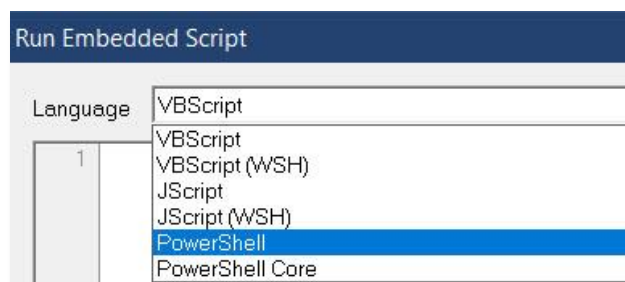 Run Embedded Script
Language VBScript
1
VBScript
VBScript (WSH)
JScript
JScript (WSH)
PowerShell
PowerShell Core